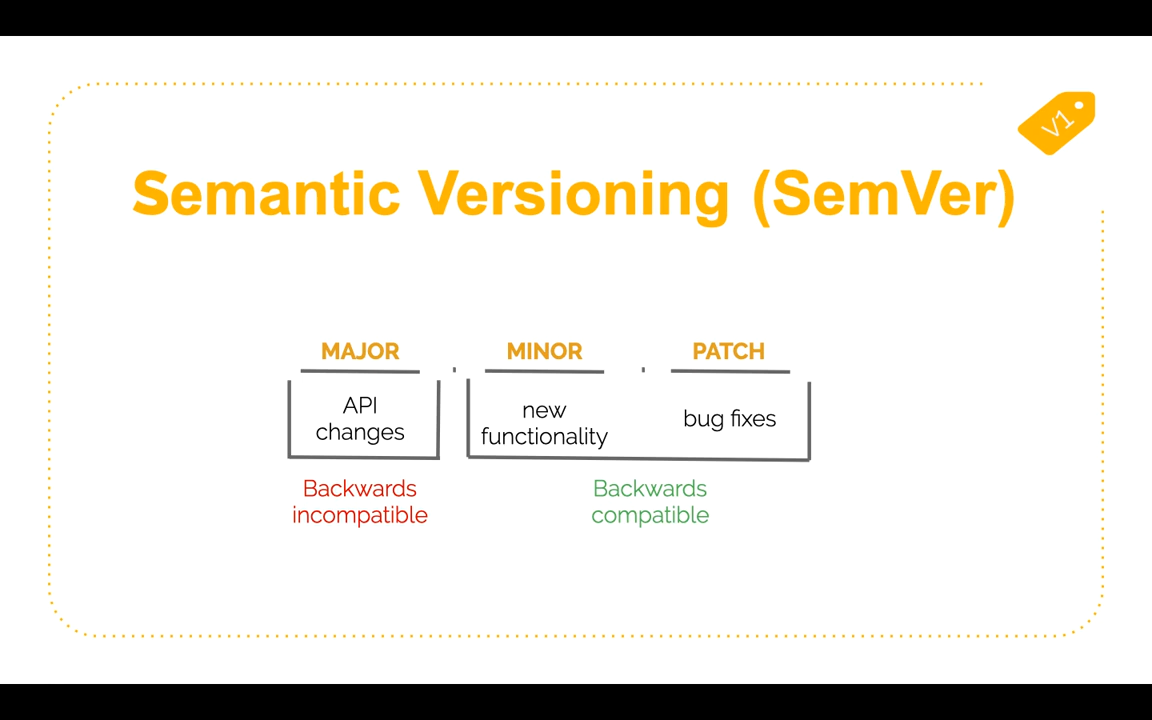 V1
Semantic Versioning (SemVer)
MAJOR . MINOR . PATCH
API
changes
new
functionality
bug fixes
Backwards
incompatible
Backwards
compatible